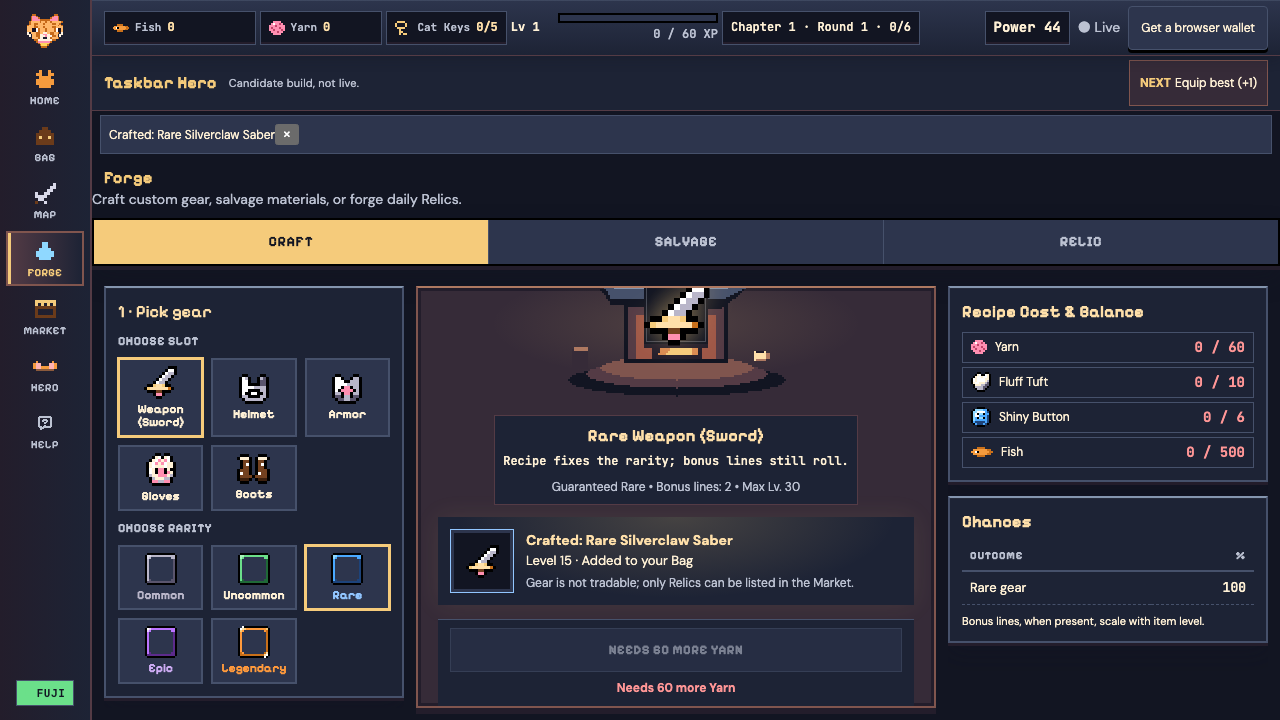 Fish 0
Yarn 0
Cat Keys 0/5
Lv 1
0 / 60 XP
Chapter 1 · Round 1 · 0/6
Power 44
Live
Get a browser wallet
HOME
BAG
MAP
FORGE
MARKET
HERO
HELP
FUJI
Taskbar Hero
Candidate build, not live.
NEXT Equip best (+1)
Crafted: Rare Silverclaw Saber ×
Forge
Craft custom gear, salvage materials, or forge daily Relics.
CRAFT
SALVAGE
RELIC
1 · Pick gear
CHOOSE SLOT
Weapon
(Sword)
Helmet
Armor
Gloves
Boots
CHOOSE RARITY
Common
Uncommon
Rare
Epic
Legendary
Rare Weapon (Sword)
Recipe fixes the rarity; bonus lines still roll.
Guaranteed Rare • Bonus lines: 2 • Max Lv. 30
Crafted: Rare Silverclaw Saber
Level 15 · Added to your Bag
Gear is not tradable; only Relics can be listed in the Market.
NEEDS 60 MORE YARN
Needs 60 more Yarn
Recipe Cost & Balance
Yarn 0 / 60
Fluff Tuft 0 / 10
Shiny Button 0 / 6
Fish 0 / 500
Chances
OUTCOME %
Rare gear 100
Bonus lines, when present, scale with item level.